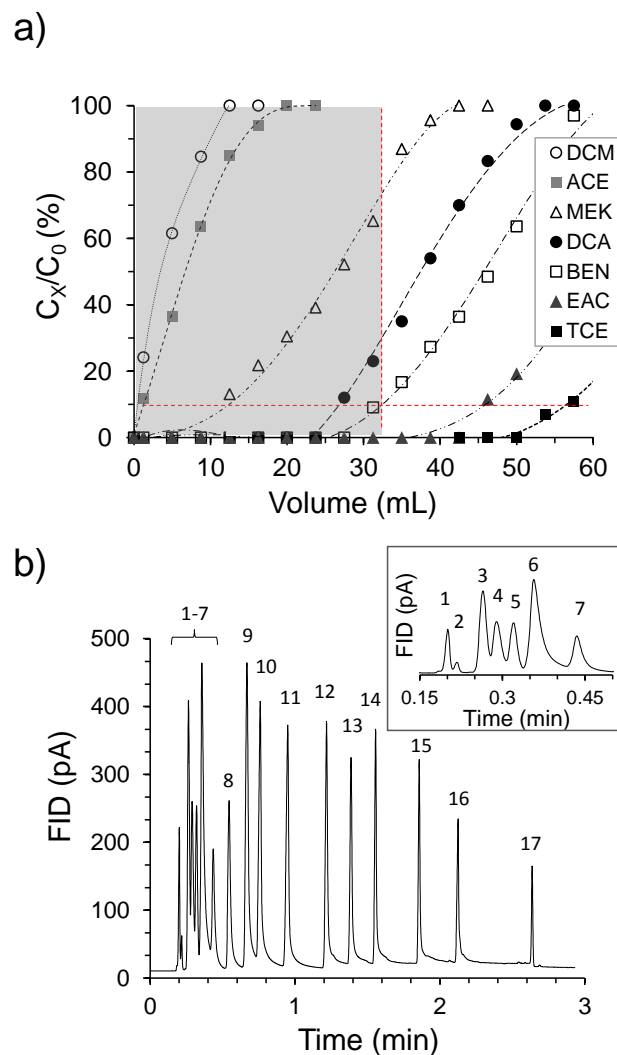 a)
100
80
60
40
20
0
C_X/C_0 (%)
DCM
ACE
MEK
DCA
BEN
EAC
TCE
0 10 20 30 40 50 60
Volume (mL)
b)
500
400
300
200
100
0
FID (pA)
1-7
8
9
10
11
12
13
14
15
16
17
0 1 2 3
Time (min)
FID (pA)
1
2
3
4
5
6
7
0.15 0.3 0.45
Time (min)